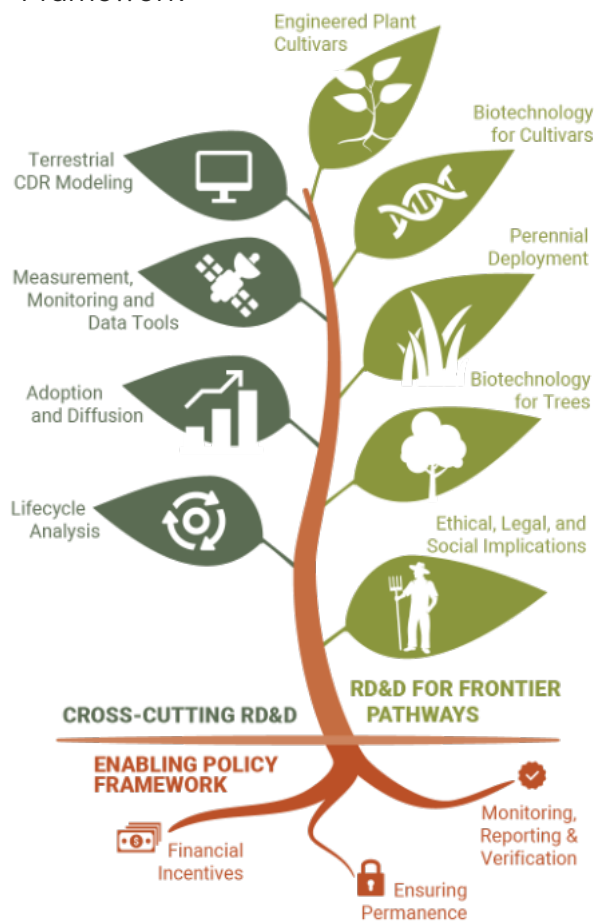 Framework
Engineered Plant
Cultivars
Biotechnology
for Cultivars
Terrestrial
CDR Modeling
Perennial
Deployment
Measurement,
Monitoring and
Data Tools
Biotechnology
for Trees
Adoption
and Diffusion
Lifecycle
Analysis
Ethical, Legal, and
Social Implications
RD&D FOR FRONTIER
PATHWAYS
CROSS-CUTTING RD&D
ENABLING POLICY
FRAMEWORK
Financial
Incentives
Monitoring,
Reporting &
Verification
Ensuring
Permanence